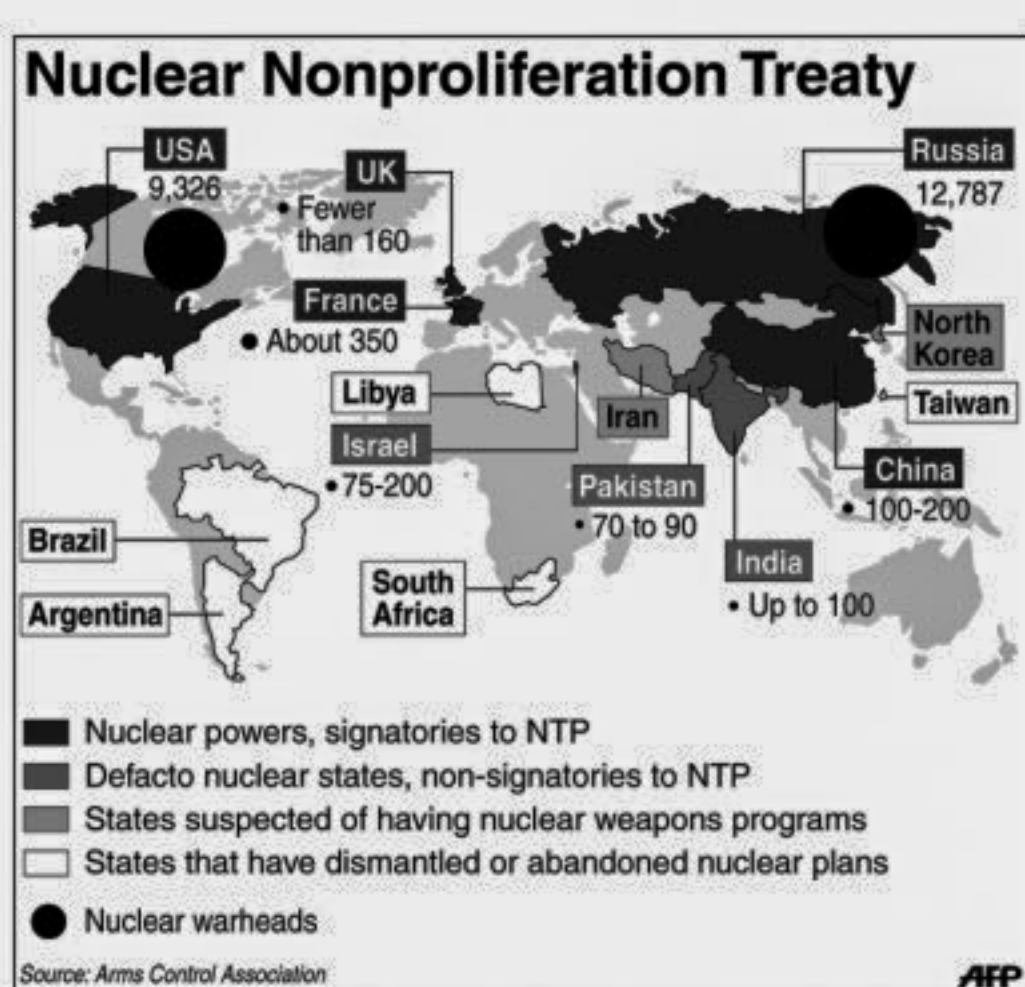 Nuclear Nonproliferation Treaty
USA
9,326
UK
Fewer
than 160
Russia
12,787
France
About 350
North
Korea
Libya
Iran
Taiwan
Israel
75-200
Pakistan
70 to 90
China
100-200
Brazil
India
Up to 100
South
Africa
Argentina
Nuclear powers, signatories to NTP
Defacto nuclear states, non-signatories to NTP
States suspected of having nuclear weapons programs
States that have dismantled or abandoned nuclear plans
Nuclear warheads
Source: Arms Control Association
AFP